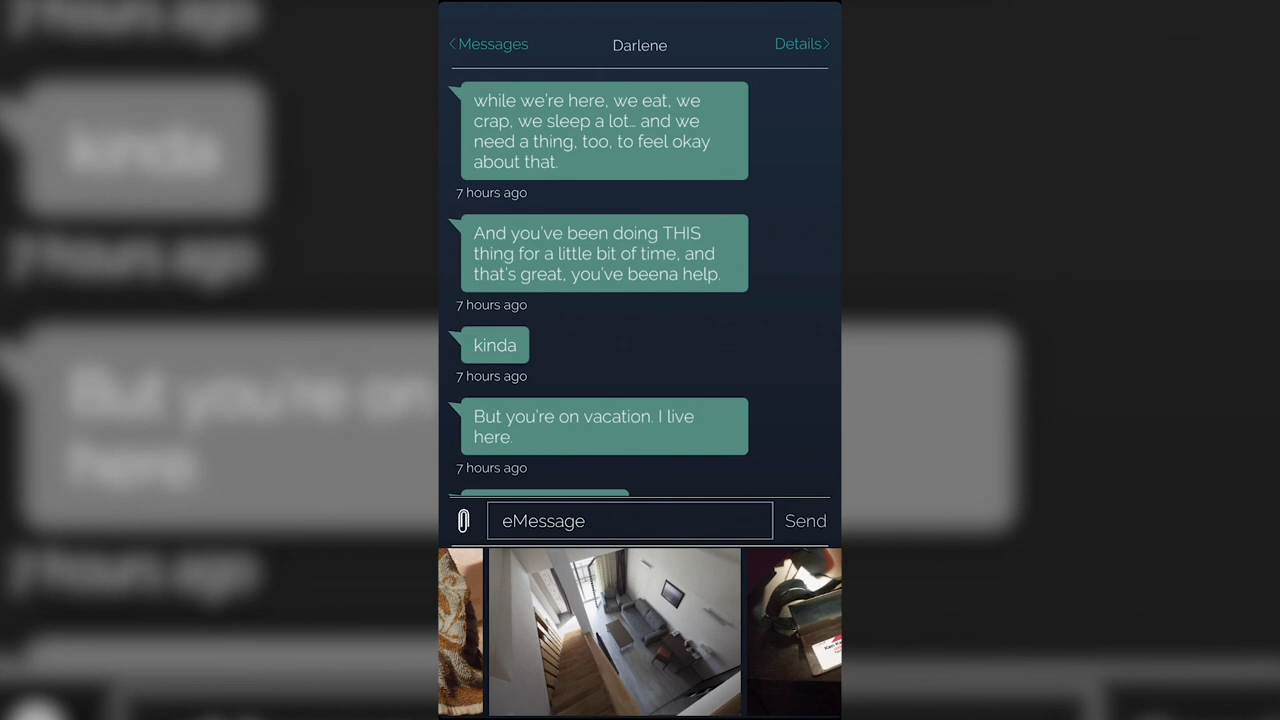 Messages
Darlene
Details
while we're here, we eat, we
crap, we sleep a lot... and we
need a thing, too, to feel okay
about that.
7 hours ago
And you've been doing THIS
thing for a little bit of time, and
that's great, you've beena help.
7 hours ago
kinda
7 hours ago
But you're on vacation. I live
here.
7 hours ago
eMessage
Send